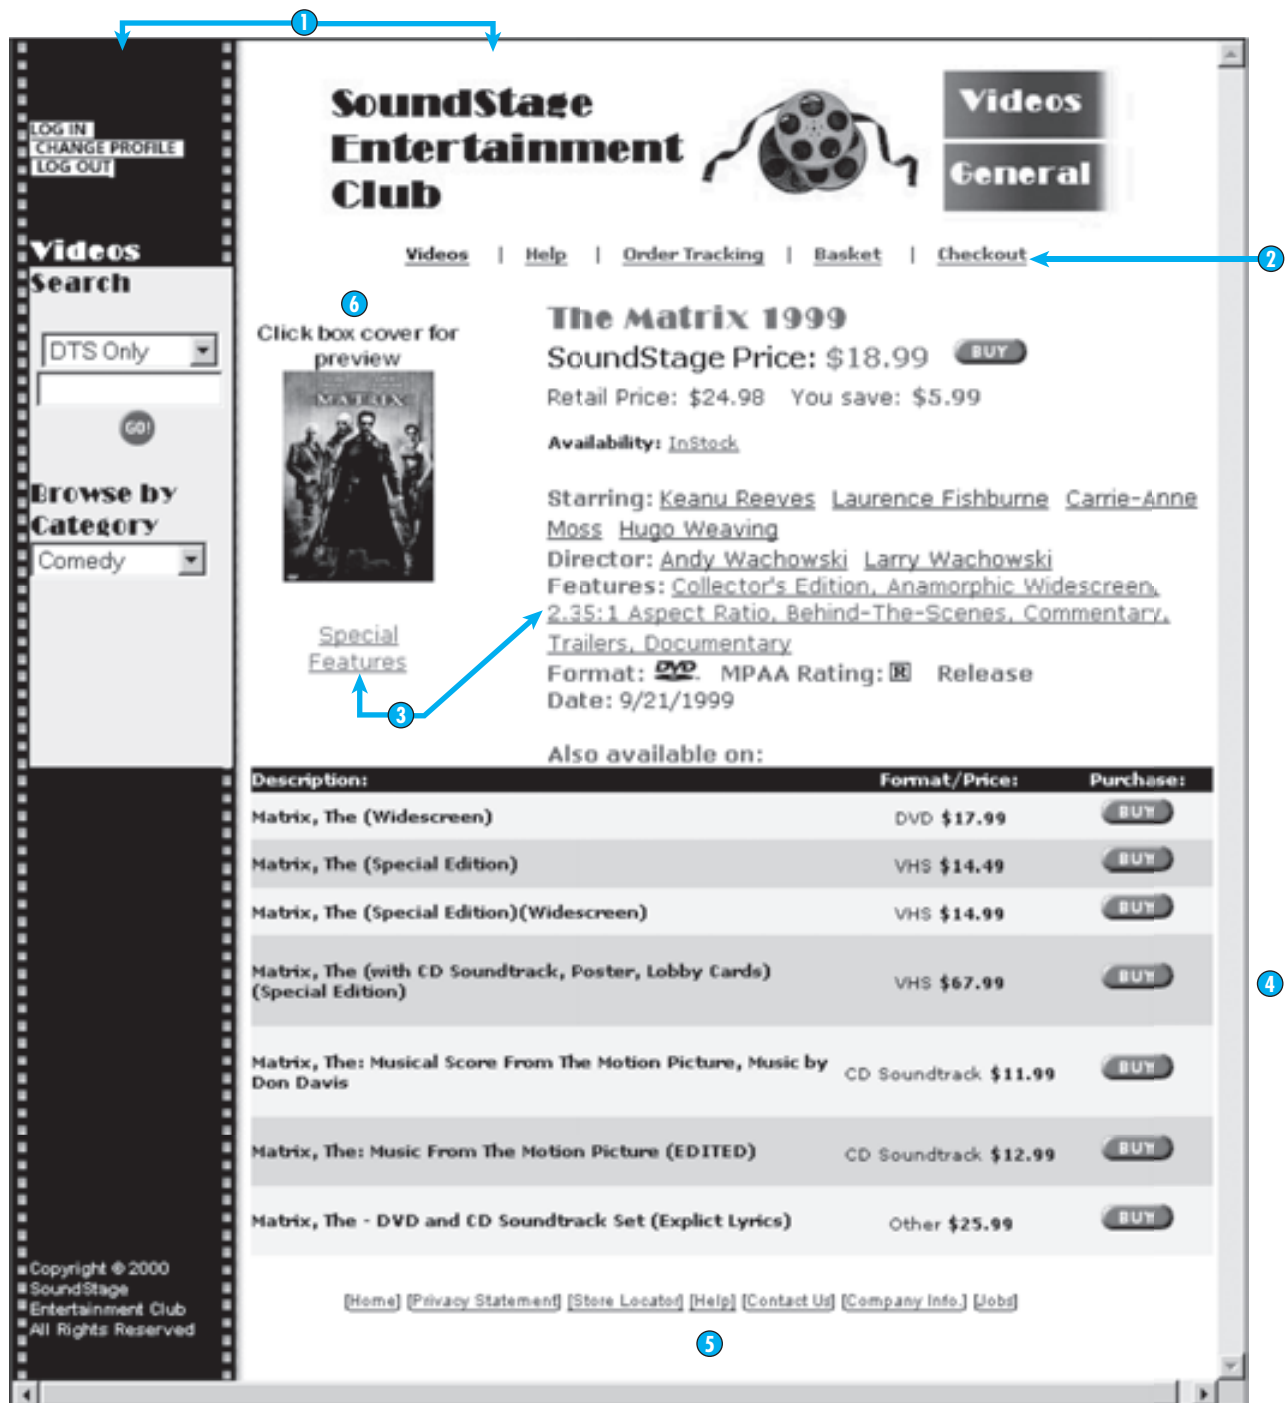 1
LOG IN
CHANGE PROFILE
LOG OUT
Videos
Search
DTS Only
GO!
Browse by
Category
Comedy
Copyright © 2000
SoundStage
Entertainment Club
All Rights Reserved
SoundStage
Entertainment
Club
Videos
General
Videos | Help | Order Tracking | Basket | Checkout
2
6
Click box cover for
preview
MATRIX
Special
Features
3
The Matrix 1999
SoundStage Price: $18.99 BUY
Retail Price: $24.98 You save: $5.99
Availability: InStock
Starring: Keanu Reeves Laurence Fishburne Carrie-Anne
Moss Hugo Weaving
Director: Andy Wachowski Larry Wachowski
Features: Collector's Edition, Anamorphic Widescreen,
2.35:1 Aspect Ratio, Behind-The-Scenes, Commentary,
Trailers, Documentary
Format: DVD MPAA Rating: R Release
Date: 9/21/1999
Also available on:
Description: Format/Price: Purchase:
Matrix, The (Widescreen) DVD $17.99 BUY
Matrix, The (Special Edition) VHS $14.49 BUY
Matrix, The (Special Edition)(Widescreen) VHS $14.99 BUY
Matrix, The (with CD Soundtrack, Poster, Lobby Cards)
(Special Edition) VHS $67.99 BUY
4
Matrix, The: Musical Score From The Motion Picture, Music by
Don Davis CD Soundtrack $11.99 BUY
Matrix, The: Music From The Motion Picture (EDITED) CD Soundtrack $12.99 BUY
Matrix, The - DVD and CD Soundtrack Set (Explict Lyrics) Other $25.99 BUY
[Home] [Privacy Statement] [Store Locator] [Help] [Contact Us] [Company Info.] [Jobs]
5